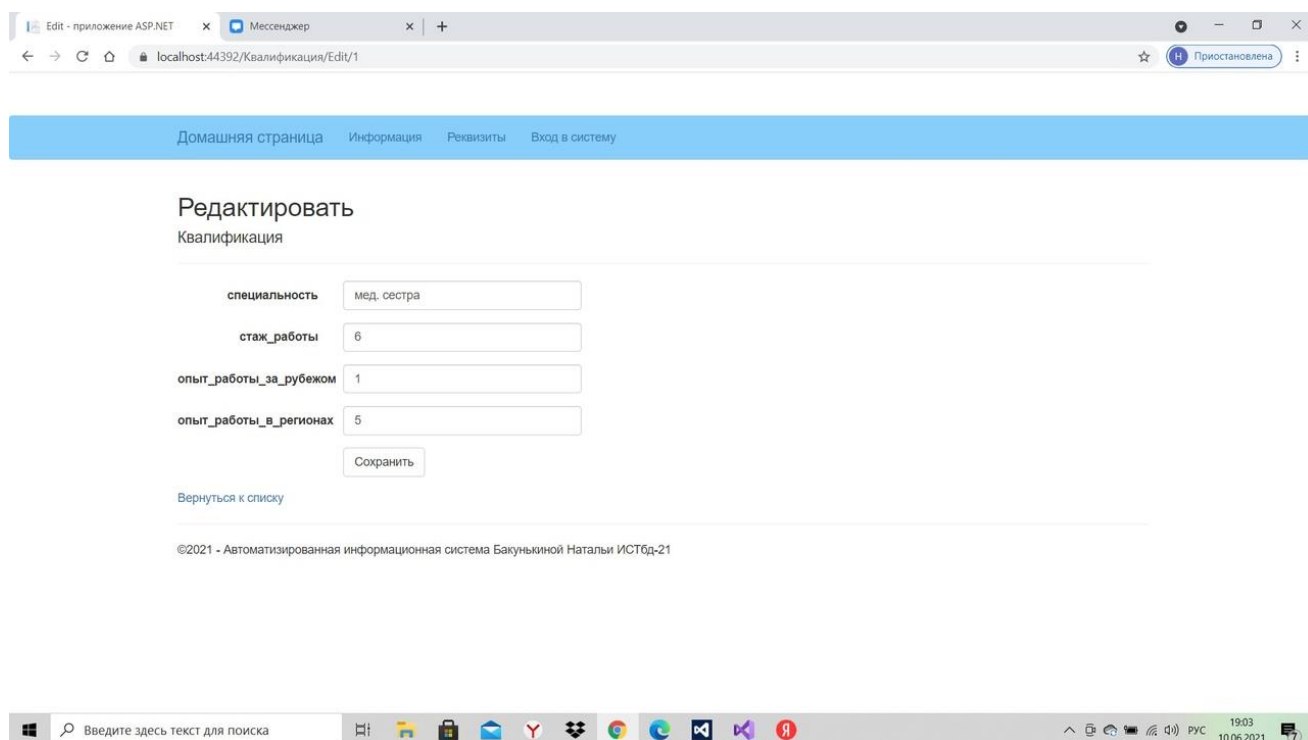 Edit - приложение ASP.NET
Мессенджер
localhost:44392/Квалификация/Edit/1
Н Приостановлена
Домашняя страница Информация Реквизиты Вход в систему
Редактировать
Квалификация
специальность мед. сестра
стаж_работы 6
опыт_работы_за_рубежом 1
опыт_работы_в_регионах 5
Сохранить
Вернуться к списку
©2021 - Автоматизированная информационная система Бакунькиной Натальи ИСТбд-21
Введите здесь текст для поиска
РУС
19:03
10.06.2021
7